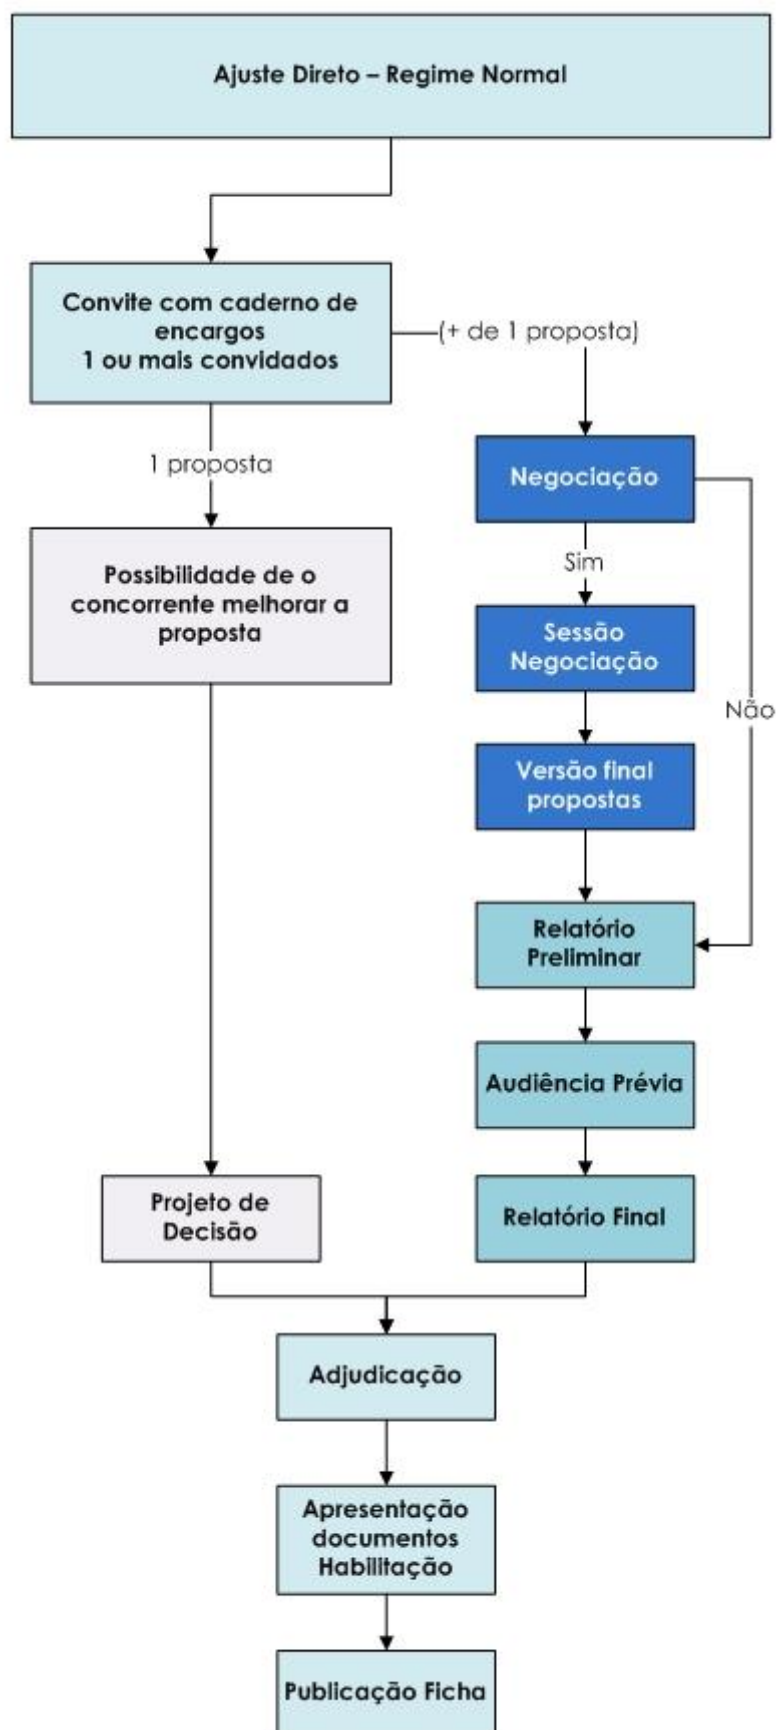 Ajuste Direto – Regime Normal
Convite com caderno de
encargos
1 ou mais convidados
(+ de 1 proposta)
1 proposta
Negociação
Possibilidade de o
concorrente melhorar a
proposta
Sim
Sessão
Negociação
Não
Versão final
propostas
Relatório
Preliminar
Audiência Prévia
Projeto de
Decisão
Relatório Final
Adjudicação
Apresentação
documentos
Habilitação
Publicação Ficha